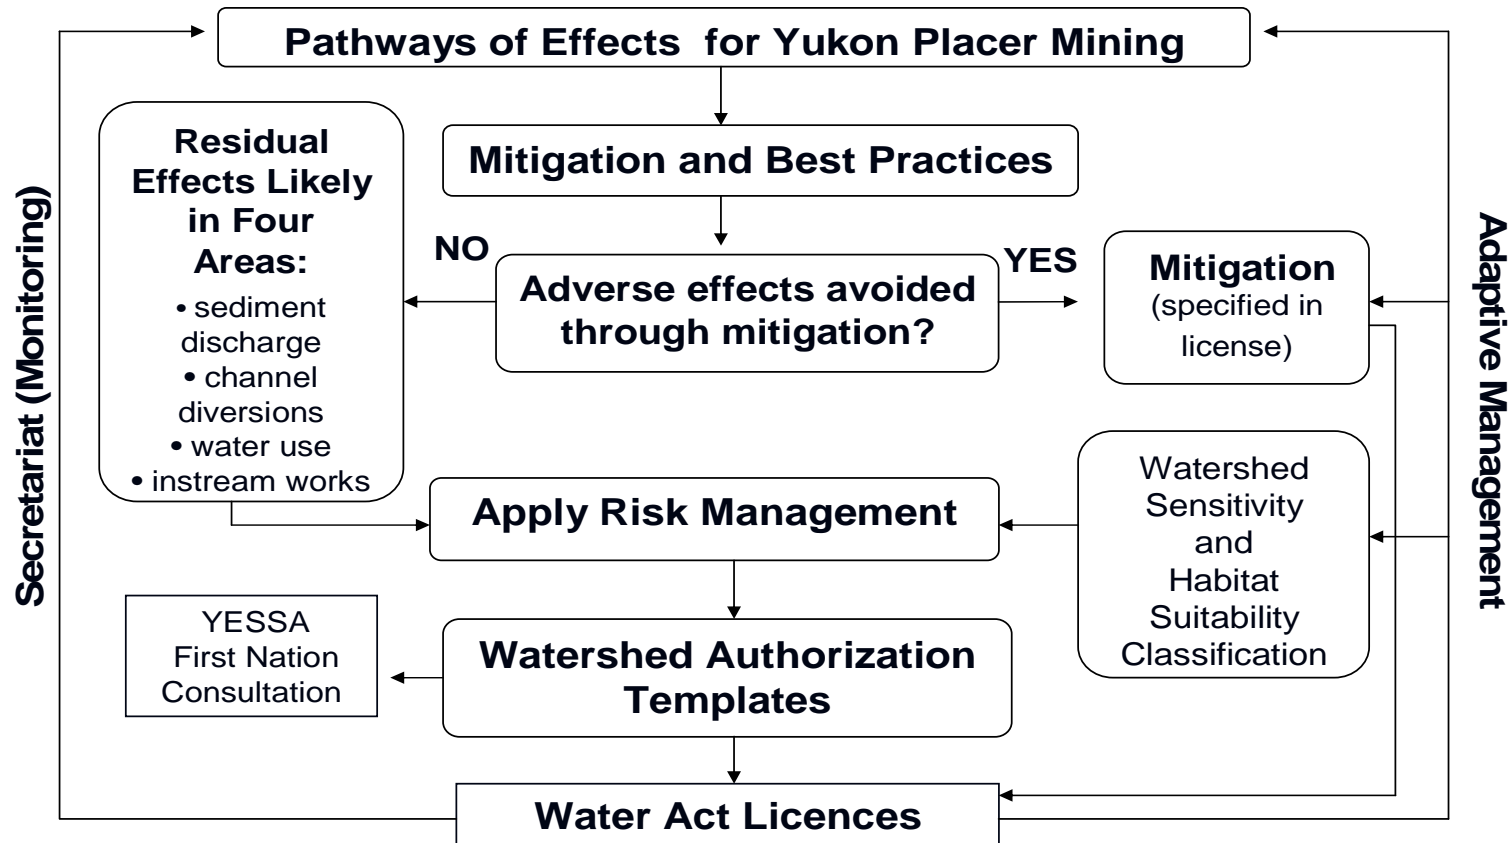 Pathways of Effects for Yukon Placer Mining
Mitigation and Best Practices
Residual
Effects Likely
in Four
Areas:
• sediment
discharge
• channel
diversions
• water use
• instream works
NO
Adverse effects avoided
through mitigation?
YES
Mitigation
(specified in
license)
Secretariat (Monitoring)
Adaptive Management
Apply Risk Management
Watershed
Sensitivity
and
Habitat
Suitability
Classification
YESSA
First Nation
Consultation
Watershed Authorization
Templates
Water Act Licences